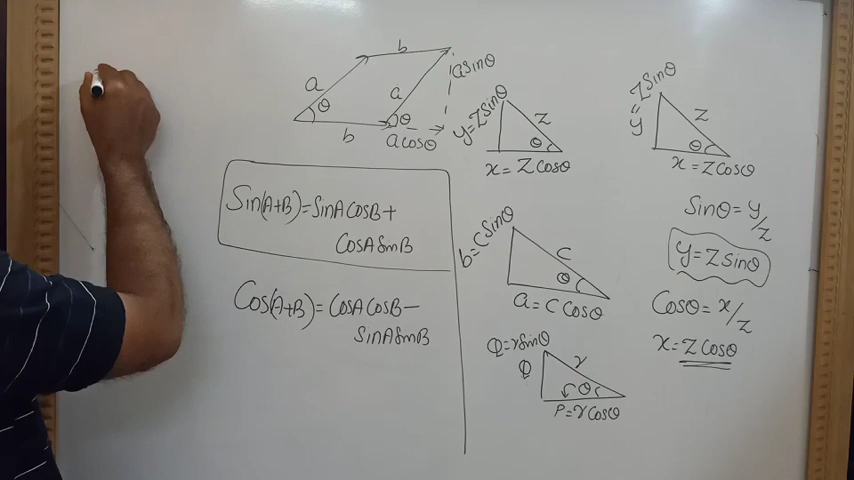 b
a
θ
a
θ
b
a sinθ
a cosθ
Sin(A+B)=SinA CosB+
CosA SinB
Cos(A+B)= CosA CosB−
SinA SinB
y=Z Sinθ
Z
θ
x= Z Cosθ
b=C Sinθ
C
θ
a=C Cosθ
Q=r Sinθ
Q
r
θ
P=r Cosθ
Z Sinθ
=
y
Z
θ
x=Z Cosθ
Sinθ= y/Z
y=Z Sinθ
Cosθ= x/Z
x= Z Cosθ